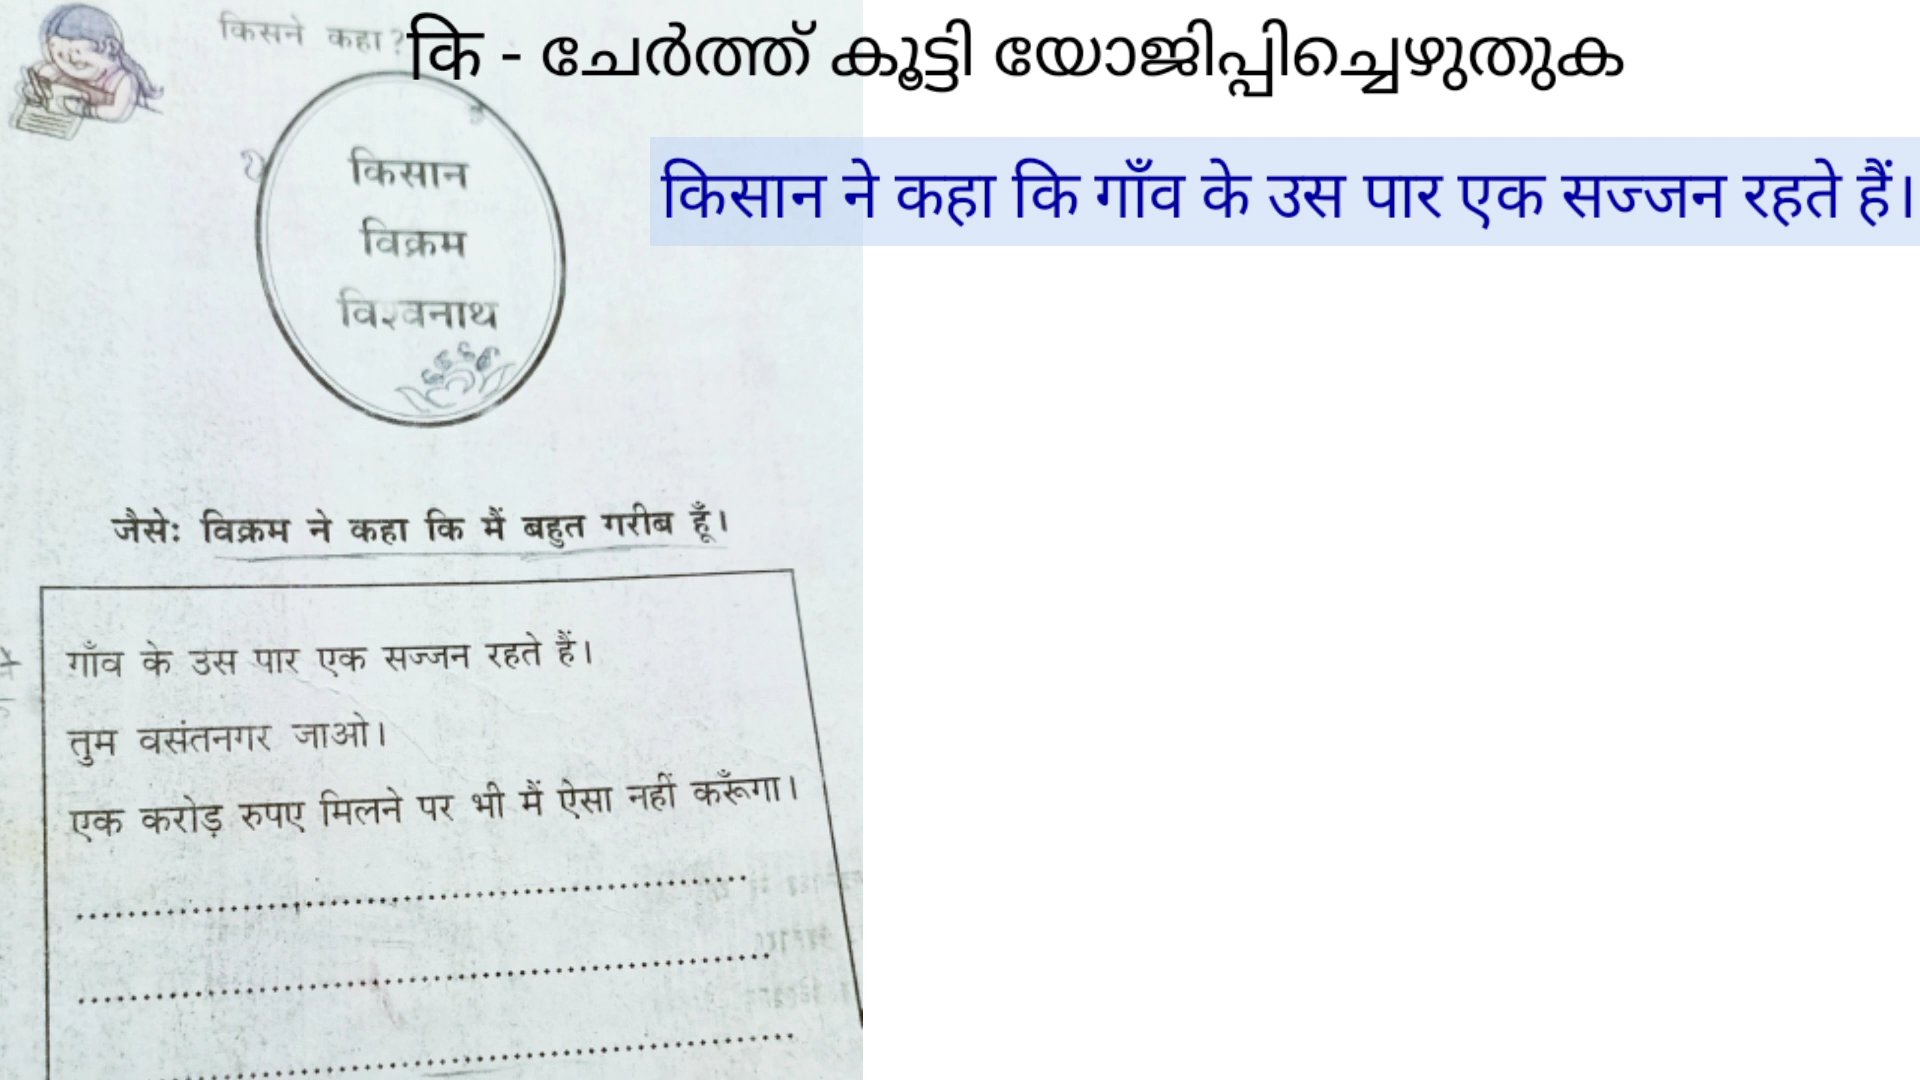 किसने कहा?
कि - ചേർത്ത് കൂട്ടി യോജിപ്പിച്ചെഴുതുക
किसान ने कहा कि गाँव के उस पार एक सज्जन रहते हैं।
किसान
विक्रम
विश्वनाथ
जैसेः विक्रम ने कहा कि मैं बहुत गरीब हूँ।
गाँव के उस पार एक सज्जन रहते हैं।
तुम वसंतनगर जाओ।
एक करोड़ रुपए मिलने पर भी मैं ऐसा नहीं करूँगा।